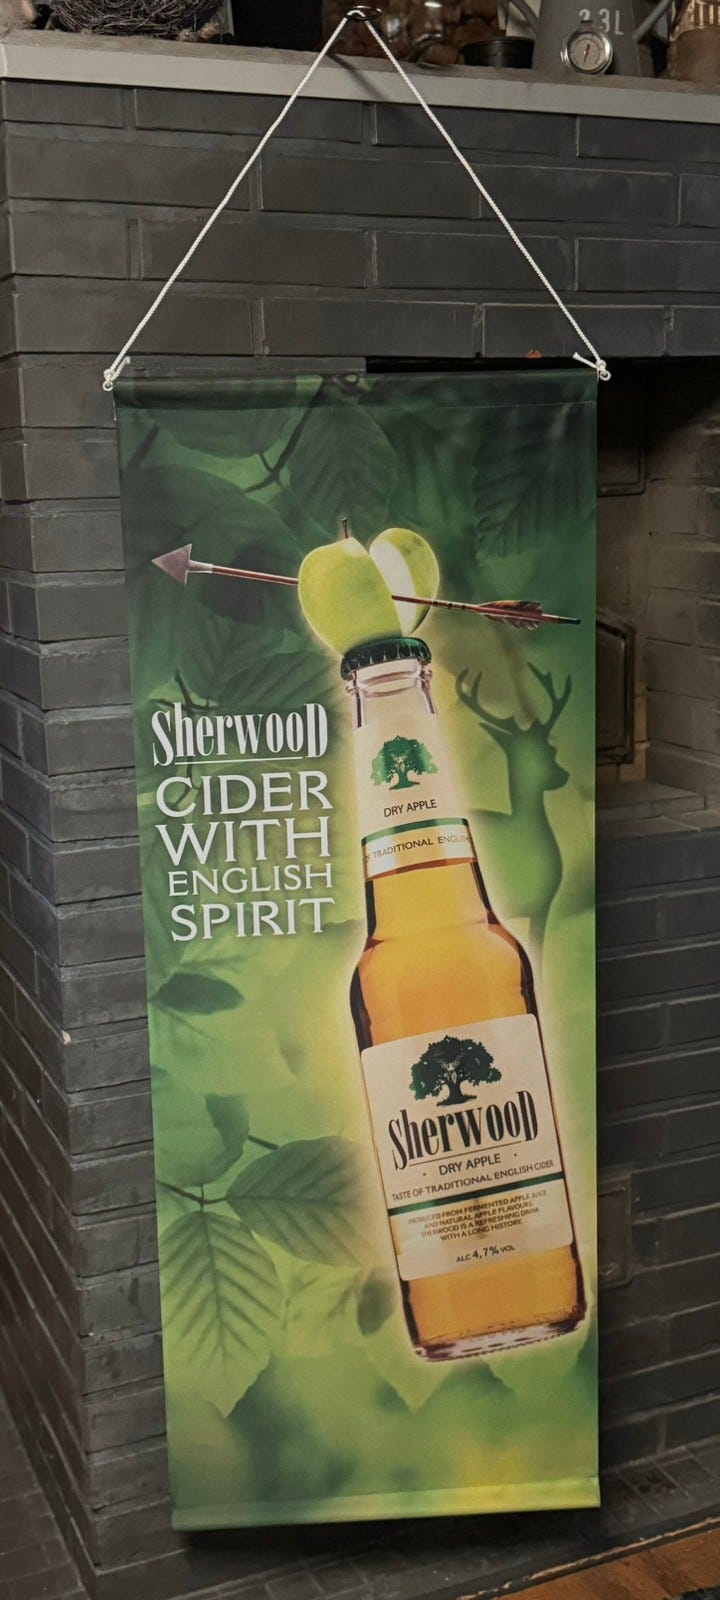 2.3L
SherwooD
CIDER
WITH
ENGLISH
SPIRIT
DRY APPLE
OF TRADITIONAL ENGLISH
SherwooD
· DRY APPLE ·
TASTE OF TRADITIONAL ENGLISH CIDER
PRODUCED FROM FERMENTED APPLE JUICE
AND NATURAL APPLE FLAVOURS.
SHERWOOD IS A REFRESHING DRINK
WITH A LONG HISTORY.
ALC 4,7% VOL